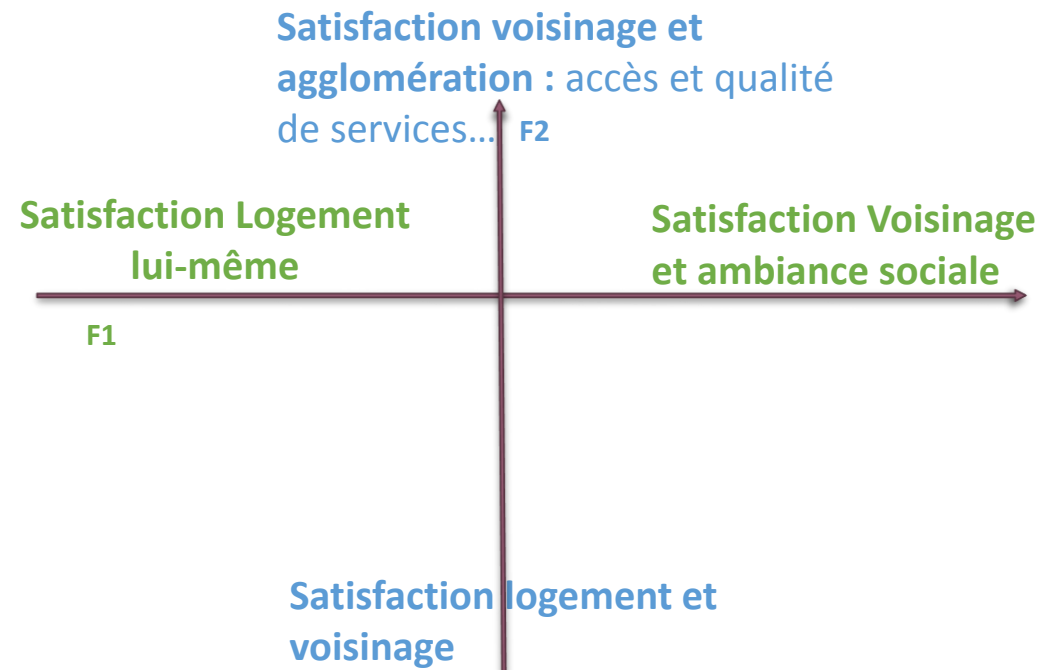 Satisfaction voisinage et
agglomération : accès et qualité
de services...
F2
Satisfaction Logement
lui-même
Satisfaction Voisinage
et ambiance sociale
F1
Satisfaction logement et
voisinage